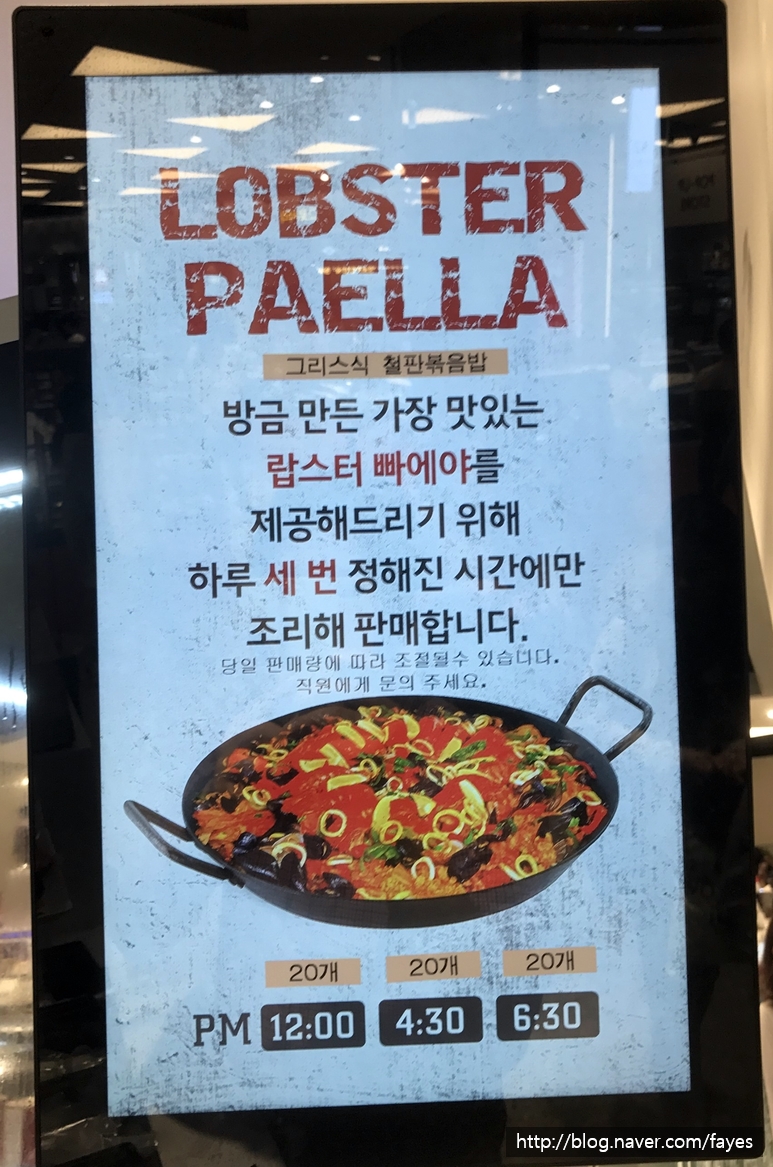 LOBSTER
PAELLA
그리스식 철판볶음밥
방금 만든 가장 맛있는
랍스터 빠에야를
제공해드리기 위해
하루 세 번 정해진 시간에만
조리해 판매합니다.
당일 판매량에 따라 조절될수 있습니다.
직원에게 문의 주세요.
20개 20개 20개
PM 12:00 4:30 6:30
http://blog.naver.com/fayes